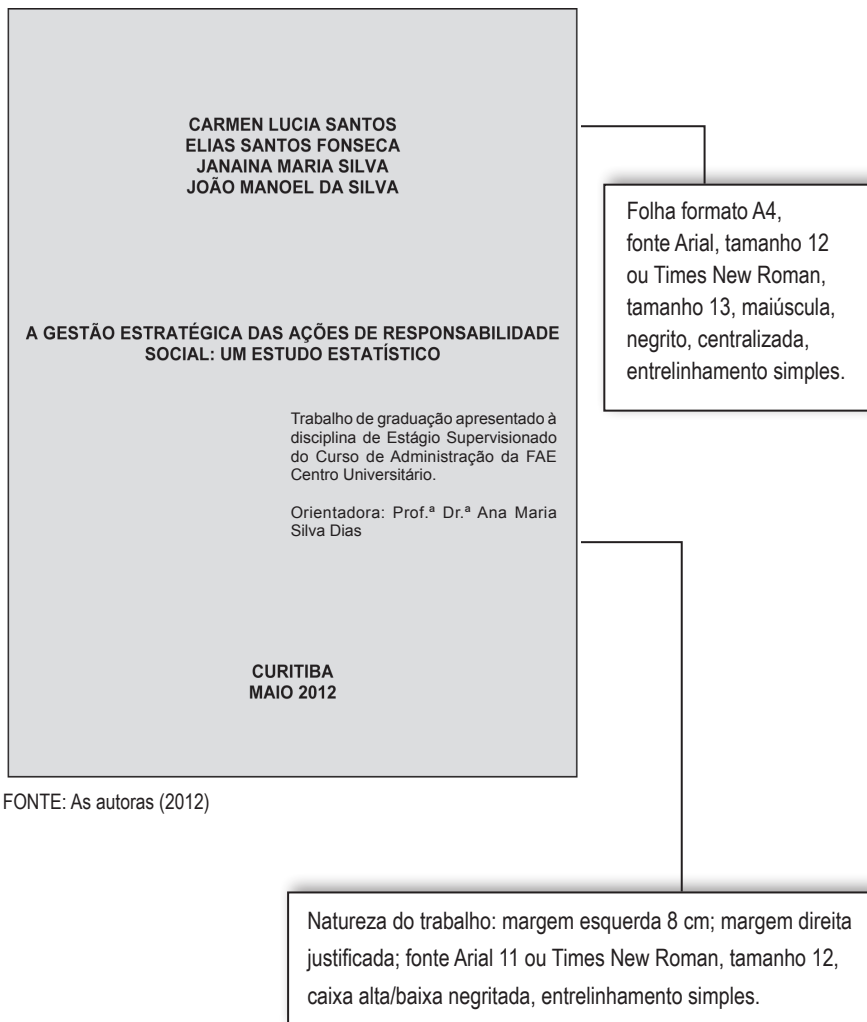 CARMEN LUCIA SANTOS
ELIAS SANTOS FONSECA
JANAINA MARIA SILVA
JOÃO MANOEL DA SILVA
Folha formato A4,
fonte Arial, tamanho 12
ou Times New Roman,
tamanho 13, maiúscula,
negrito, centralizada,
entrelinhamento simples.
A GESTÃO ESTRATÉGICA DAS AÇÕES DE RESPONSABILIDADE
SOCIAL: UM ESTUDO ESTATÍSTICO
Trabalho de graduação apresentado à
disciplina de Estágio Supervisionado
do Curso de Administração da FAE
Centro Universitário.
Orientadora: Prof.ª Dr.ª Ana Maria
Silva Dias
CURITIBA
MAIO 2012
FONTE: As autoras (2012)
Natureza do trabalho: margem esquerda 8 cm; margem direita
justificada; fonte Arial 11 ou Times New Roman, tamanho 12,
caixa alta/baixa negritada, entrelinhamento simples.